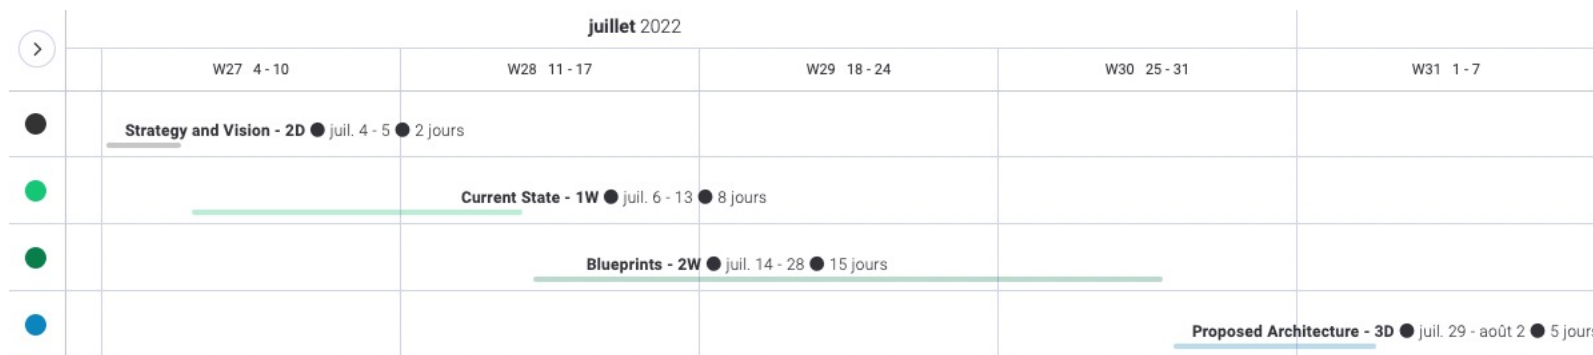 juillet 2022
W27 4 - 10 W28 11 - 17 W29 18 - 24 W30 25 - 31 W31 1 - 7
Strategy and Vision - 2D ● juil. 4 - 5 ● 2 jours
Current State - 1W ● juil. 6 - 13 ● 8 jours
Blueprints - 2W ● juil. 14 - 28 ● 15 jours
Proposed Architecture - 3D ● juil. 29 - août 2 ● 5 jours